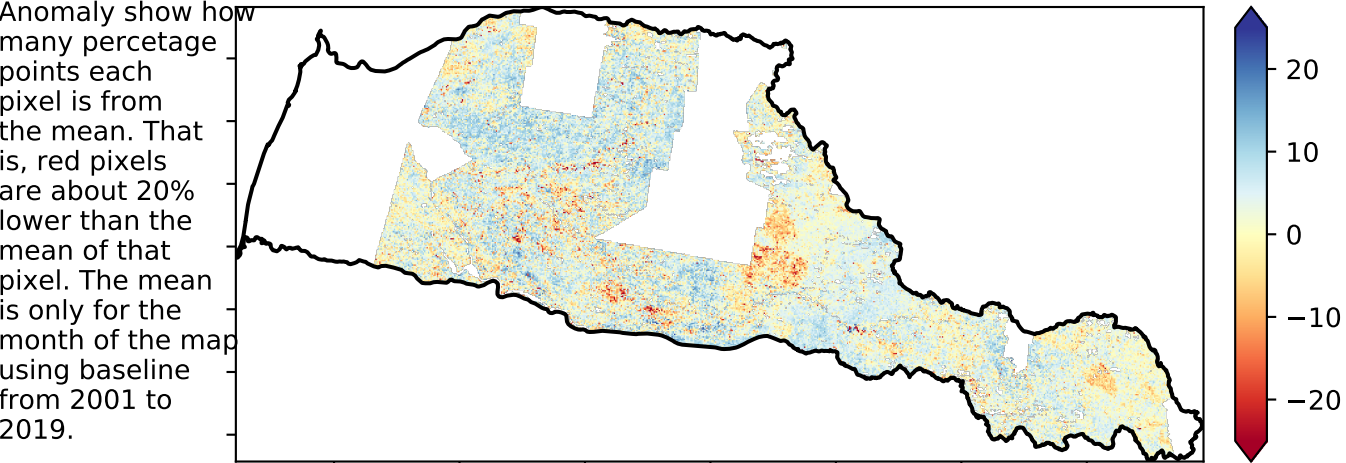 Anomaly show how
many percetage
points each
pixel is from
the mean. That
is, red pixels
are about 20%
lower than the
mean of that
pixel. The mean
is only for the
month of the map
using baseline
from 2001 to
2019.
20
10
0
−10
−20